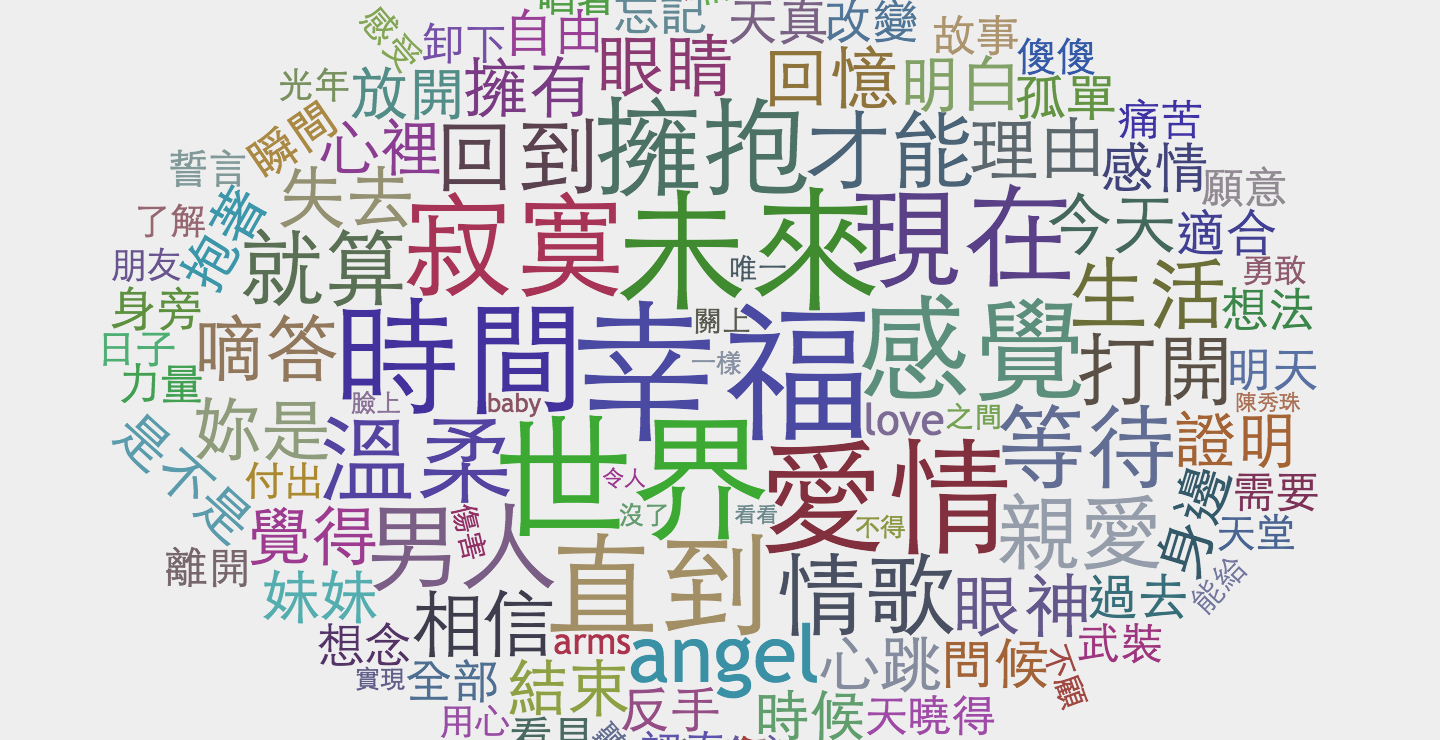 忘記
天真
改變
故事
感受
卸下
自由
眼睛
回憶
明白
傻傻
光年
放開
擁有
孤單
瞬間
心裡
回到
擁抱
才能
理由
痛苦
感情
誓言
失去
願意
了解
抱著
就算
寂寞
未來
現在
今天
適合
朋友
唯一
生活
勇敢
身旁
嘀答
時間
幸福
關上
感覺
打開
想法
日子
一樣
明天
力量
臉上
baby
love
之間
陳秀珠
是不是
妳是
溫柔
世界
愛情
等待
證明
付出
令人
身邊
需要
覺得
男人
傷害
沒了
看看
不得
親愛
天堂
離開
直到
情歌
眼神
過去
能給
妹妹
相信
想念
arms
angel
心跳
問候
不顧
武裝
實現
全部
結束
反手
時候
天曉得
用心
看見